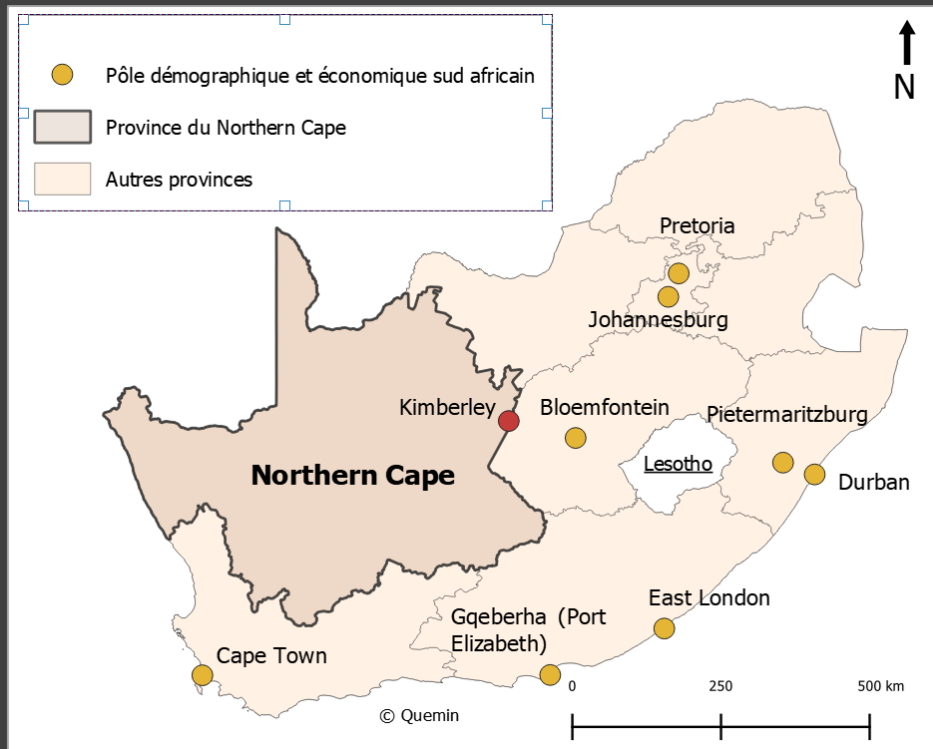 Pôle démographique et économique sud africain
Province du Northern Cape
Autres provinces
N
Pretoria
Johannesburg
Kimberley
Bloemfontein
Pietermaritzburg
Lesotho
Northern Cape
Durban
East London
Gqeberha (Port
Elizabeth)
Cape Town
0 250 500 km
© Quemin